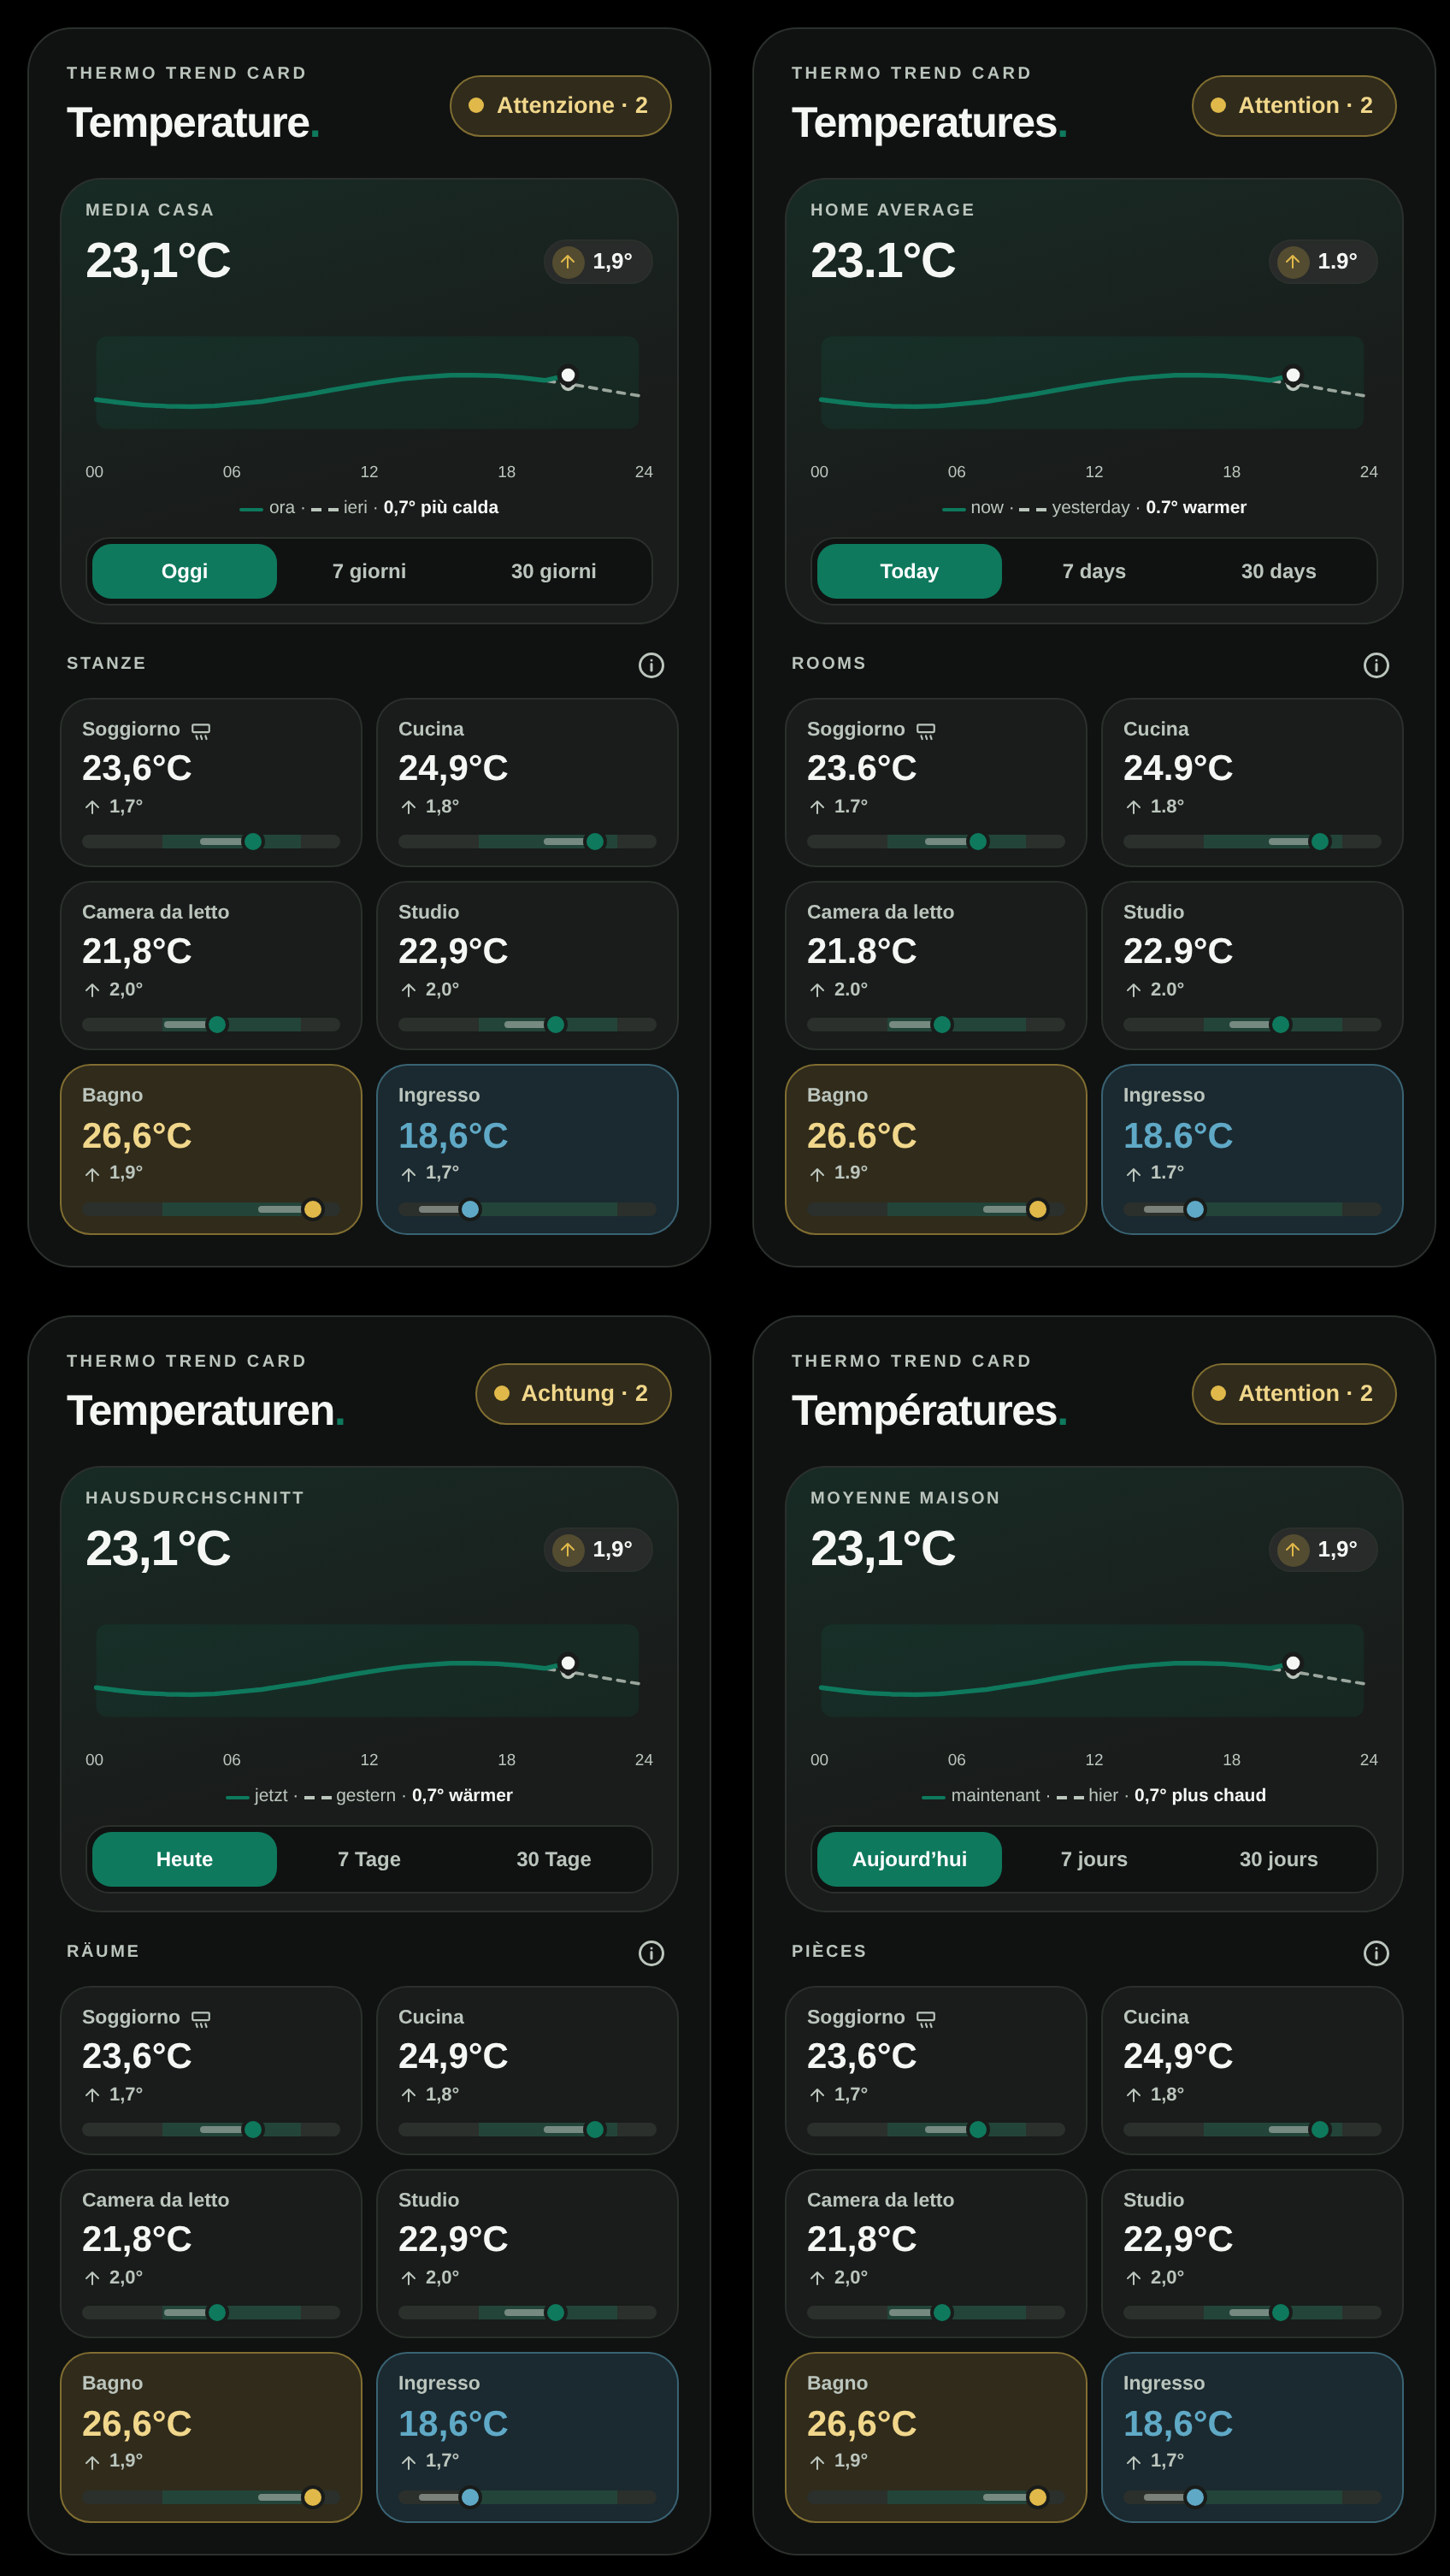 THERMO TREND CARD
Temperature.
Attenzione · 2
MEDIA CASA
23,1°C
1,9°
00 06 12 18 24
ora · ieri · 0,7° più calda
Oggi 7 giorni 30 giorni
STANZE
Soggiorno
23,6°C
1,7°
Cucina
24,9°C
1,8°
Camera da letto
21,8°C
2,0°
Studio
22,9°C
2,0°
Bagno
26,6°C
1,9°
Ingresso
18,6°C
1,7°
THERMO TREND CARD
Temperatures.
Attention · 2
HOME AVERAGE
23.1°C
1.9°
00 06 12 18 24
now · yesterday · 0.7° warmer
Today 7 days 30 days
ROOMS
Soggiorno
23.6°C
1.7°
Cucina
24.9°C
1.8°
Camera da letto
21.8°C
2.0°
Studio
22.9°C
2.0°
Bagno
26.6°C
1.9°
Ingresso
18.6°C
1.7°
THERMO TREND CARD
Temperaturen.
Achtung · 2
HAUSDURCHSCHNITT
23,1°C
1,9°
00 06 12 18 24
jetzt · gestern · 0,7° wärmer
Heute 7 Tage 30 Tage
RÄUME
Soggiorno
23,6°C
1,7°
Cucina
24,9°C
1,8°
Camera da letto
21,8°C
2,0°
Studio
22,9°C
2,0°
Bagno
26,6°C
1,9°
Ingresso
18,6°C
1,7°
THERMO TREND CARD
Températures.
Attention · 2
MOYENNE MAISON
23,1°C
1,9°
00 06 12 18 24
maintenant · hier · 0,7° plus chaud
Aujourd’hui 7 jours 30 jours
PIÈCES
Soggiorno
23,6°C
1,7°
Cucina
24,9°C
1,8°
Camera da letto
21,8°C
2,0°
Studio
22,9°C
2,0°
Bagno
26,6°C
1,9°
Ingresso
18,6°C
1,7°